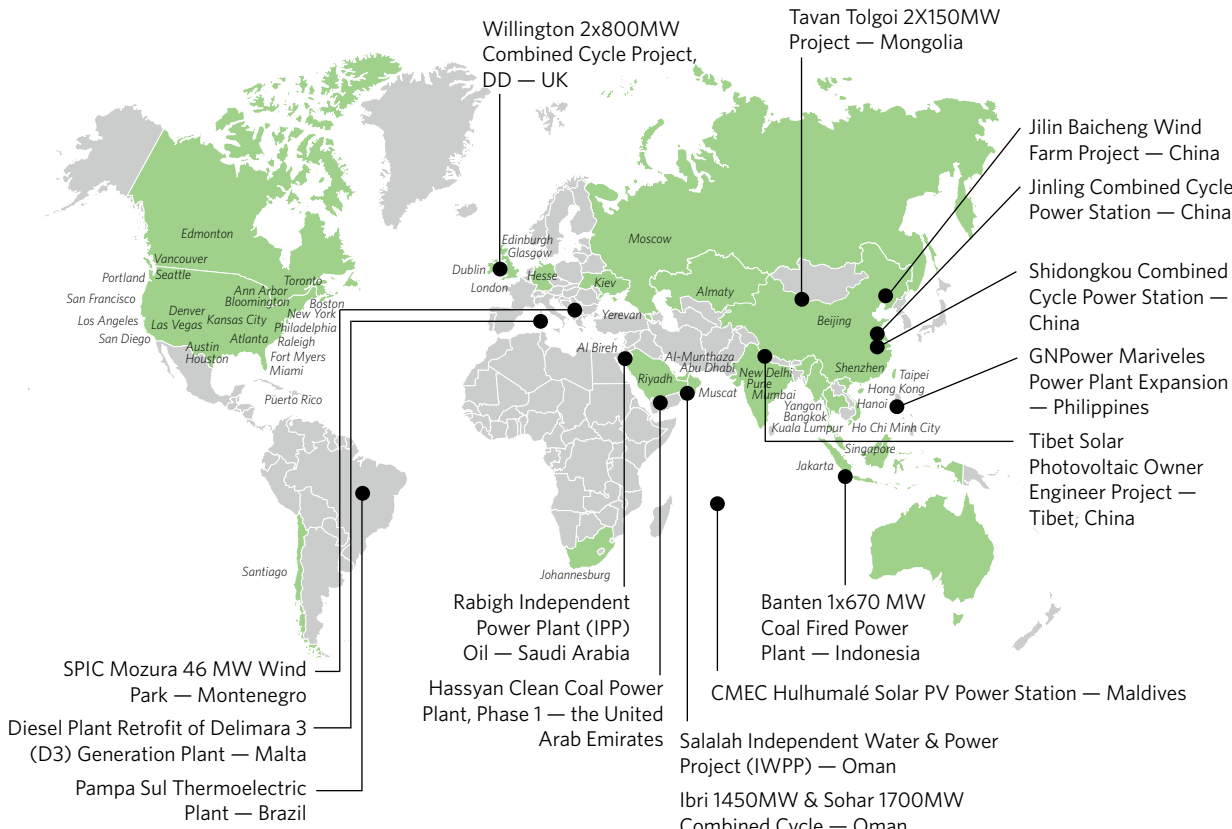 Willington 2x800MW
Combined Cycle Project,
DD — UK
Tavan Tolgoi 2X150MW
Project — Mongolia
Jilin Baicheng Wind
Farm Project — China
Jinling Combined Cycle
Power Station — China
Shidongkou Combined
Cycle Power Station —
China
GNPower Mariveles
Power Plant Expansion
— Philippines
Tibet Solar
Photovoltaic Owner
Engineer Project —
Tibet, China
Edmonton
Vancouver
Seattle
Portland
San Francisco
Los Angeles
San Diego
Denver
Las Vegas
Kansas City
Ann Arbor
Bloomington
Toronto
Boston
New York
Philadelphia
Raleigh
Atlanta
Austin
Houston
Fort Myers
Miami
Puerto Rico
Santiago
Edinburgh
Glasgow
Dublin
London
Hesse
Kiev
Moscow
Yerevan
Almaty
Al Bireh
Riyadh
Al-Munthaza
Abu Dhabi
Muscat
New Delhi
Pune
Mumbai
Beijing
Shenzhen
Taipei
Hong Kong
Hanoi
Yangon
Bangkok
Kuala Lumpur
Ho Chi Minh City
Singapore
Jakarta
Johannesburg
Rabigh Independent
Power Plant (IPP)
Oil — Saudi Arabia
Banten 1x670 MW
Coal Fired Power
Plant — Indonesia
SPIC Mozura 46 MW Wind
Park — Montenegro
Hassyan Clean Coal Power
Plant, Phase 1 — the United
Arab Emirates
CMEC Hulhumalé Solar PV Power Station — Maldives
Diesel Plant Retrofit of Delimara 3
(D3) Generation Plant — Malta
Salalah Independent Water & Power
Project (IWPP) — Oman
Pampa Sul Thermoelectric
Plant — Brazil
Ibri 1450MW & Sohar 1700MW
Combined Cycle — Oman